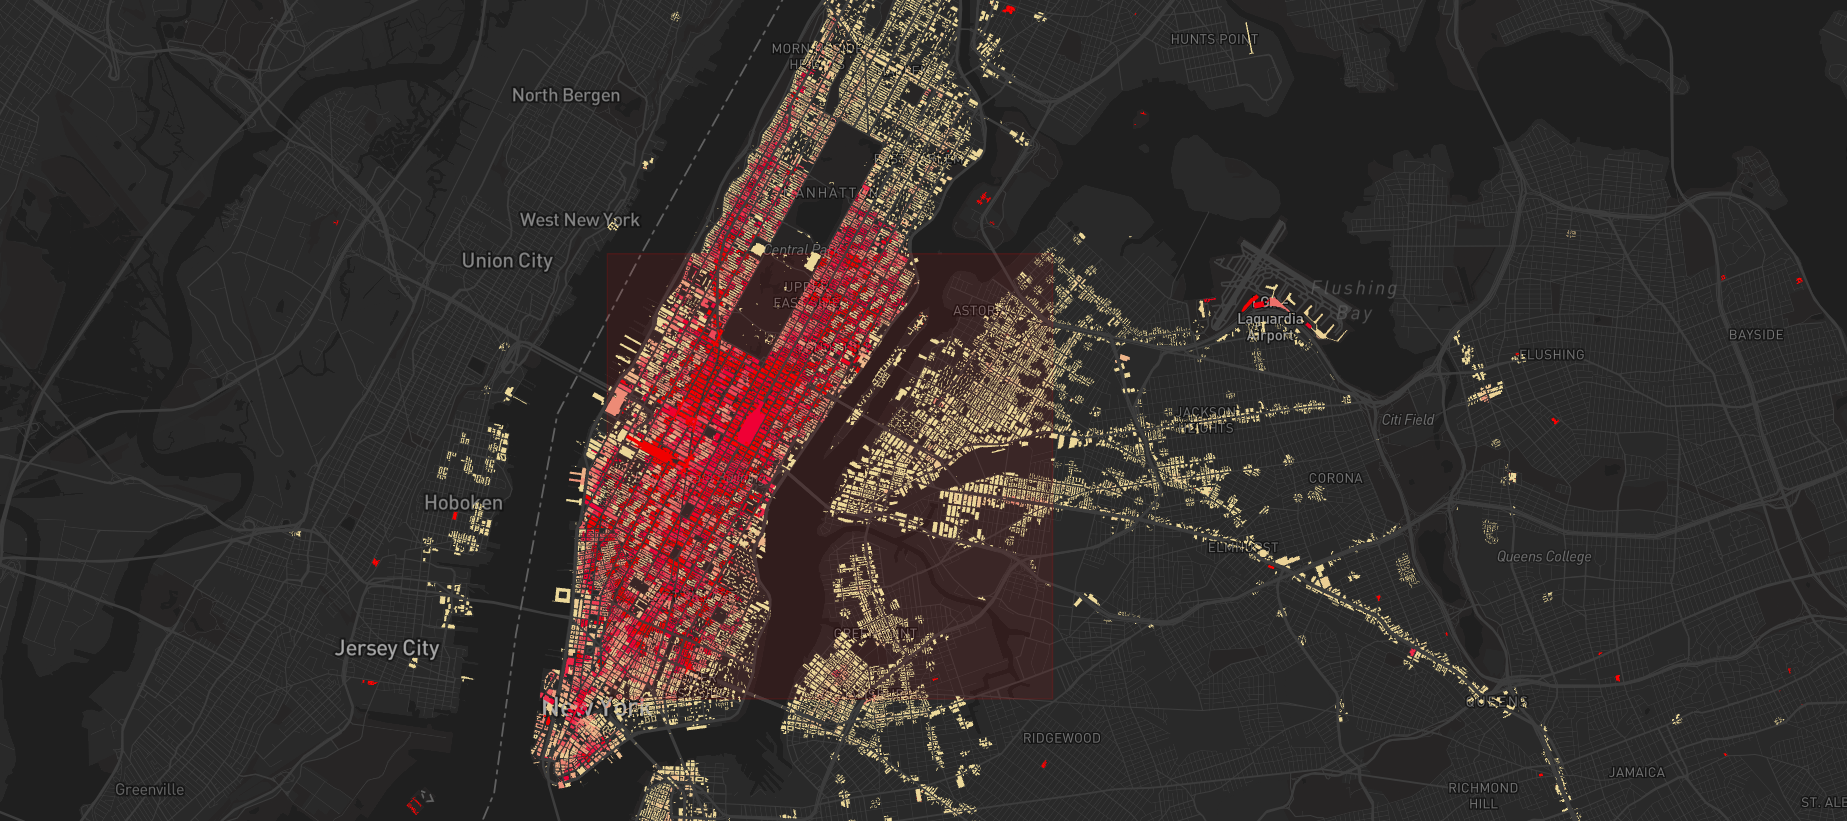 HUNTS POINT
MORNINGSIDE
HEIGHTS
North Bergen
MANHATTAN
West New York
Central Park
Union City
UPPER
EAST SIDE
Flushing
Bay
ASTORIA
Laguardia
Airport
BAYSIDE
FLUSHING
JACKSON
HEIGHTS
Citi Field
CORONA
Hoboken
ELMHURST
Queens College
GREENPOINT
Jersey City
QUEENS
New York
RIDGEWOOD
JAMAICA
Greenville
RICHMOND
HILL
ST. ALB